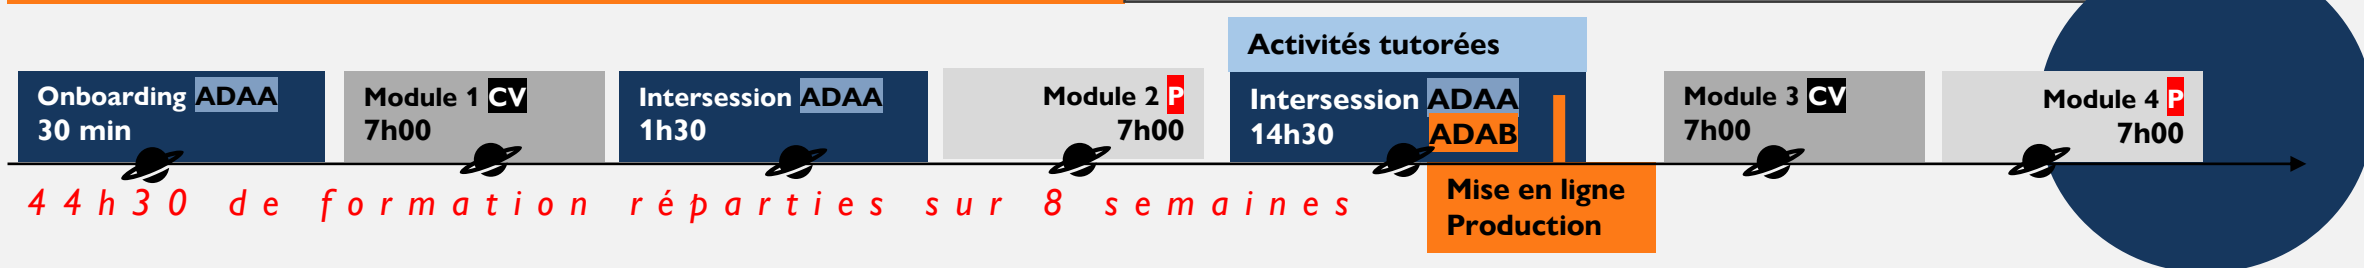 Onboarding ADAA
30 min
Module 1 CV
7h00
Intersession ADAA
1h30
Module 2 P
7h00
Activités tutorées
Intersession ADAA
14h30 ADAB
Module 3 CV
7h00
Module 4 P
7h00
44h30 de formation réparties sur 8 semaines
Mise en ligne
Production